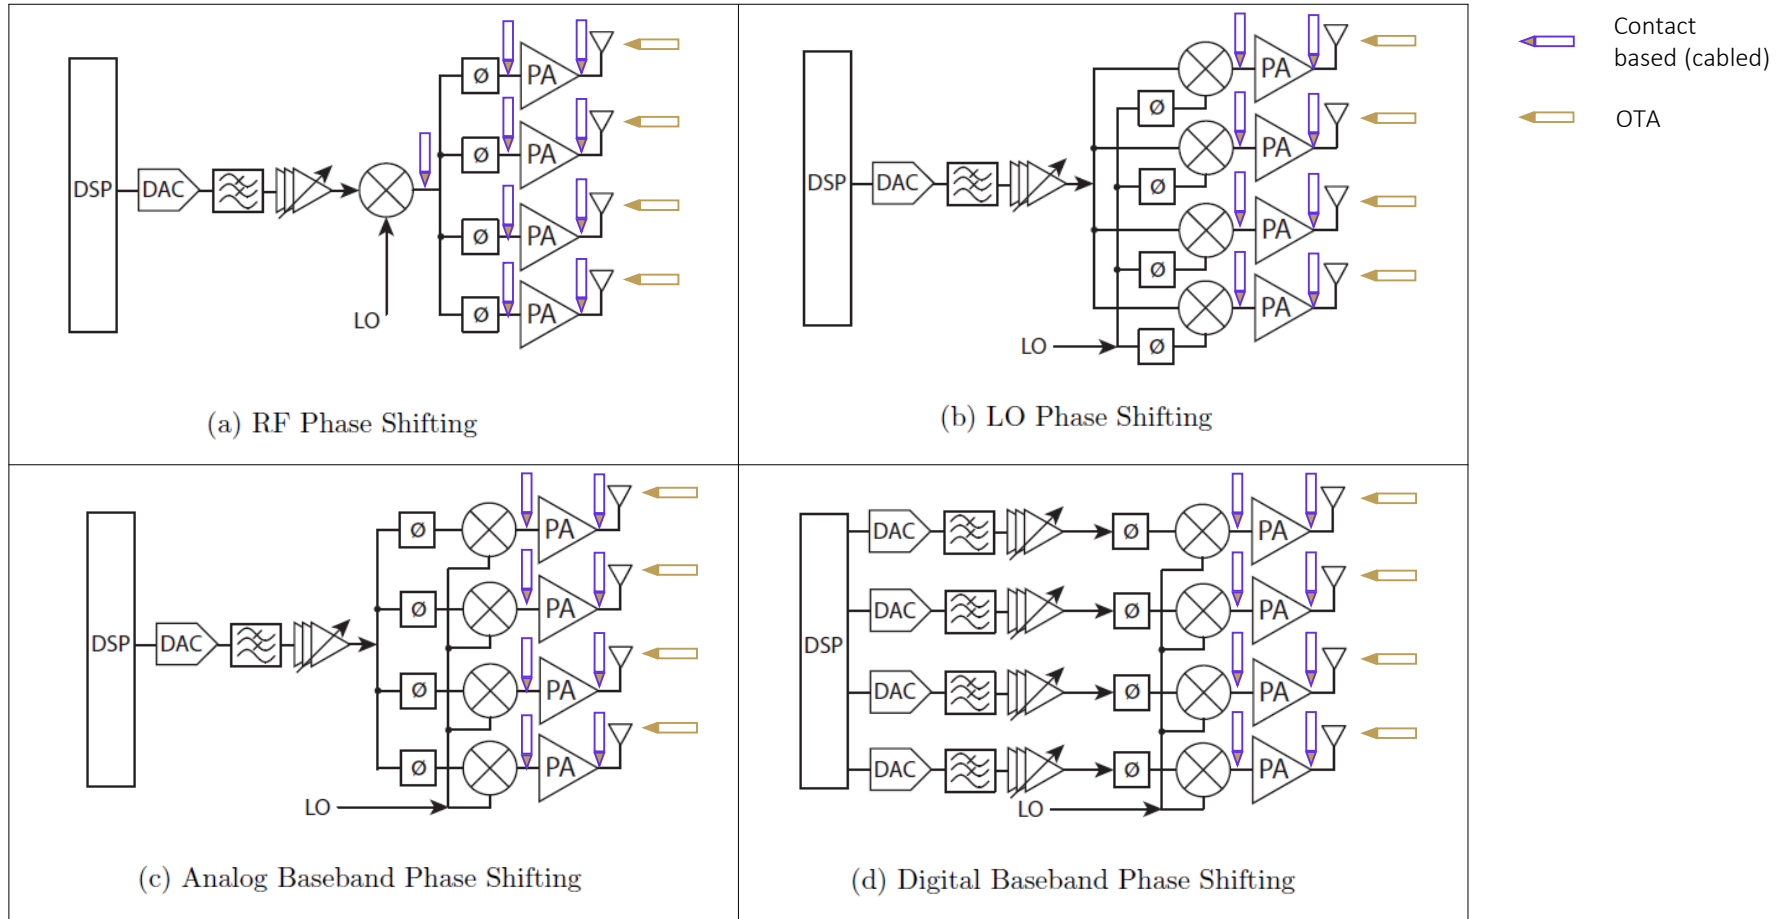 Contact
based (cabled)
OTA
DSP
DAC
LO
Ø
PA
Ø
PA
Ø
PA
Ø
PA
(a) RF Phase Shifting
DSP
DAC
LO
PA
Ø
PA
Ø
PA
Ø
PA
Ø
(b) LO Phase Shifting
DSP
DAC
Ø
PA
Ø
PA
Ø
PA
Ø
PA
LO
(c) Analog Baseband Phase Shifting
DSP
DAC
Ø
PA
DAC
Ø
PA
DAC
Ø
PA
DAC
Ø
PA
LO
(d) Digital Baseband Phase Shifting